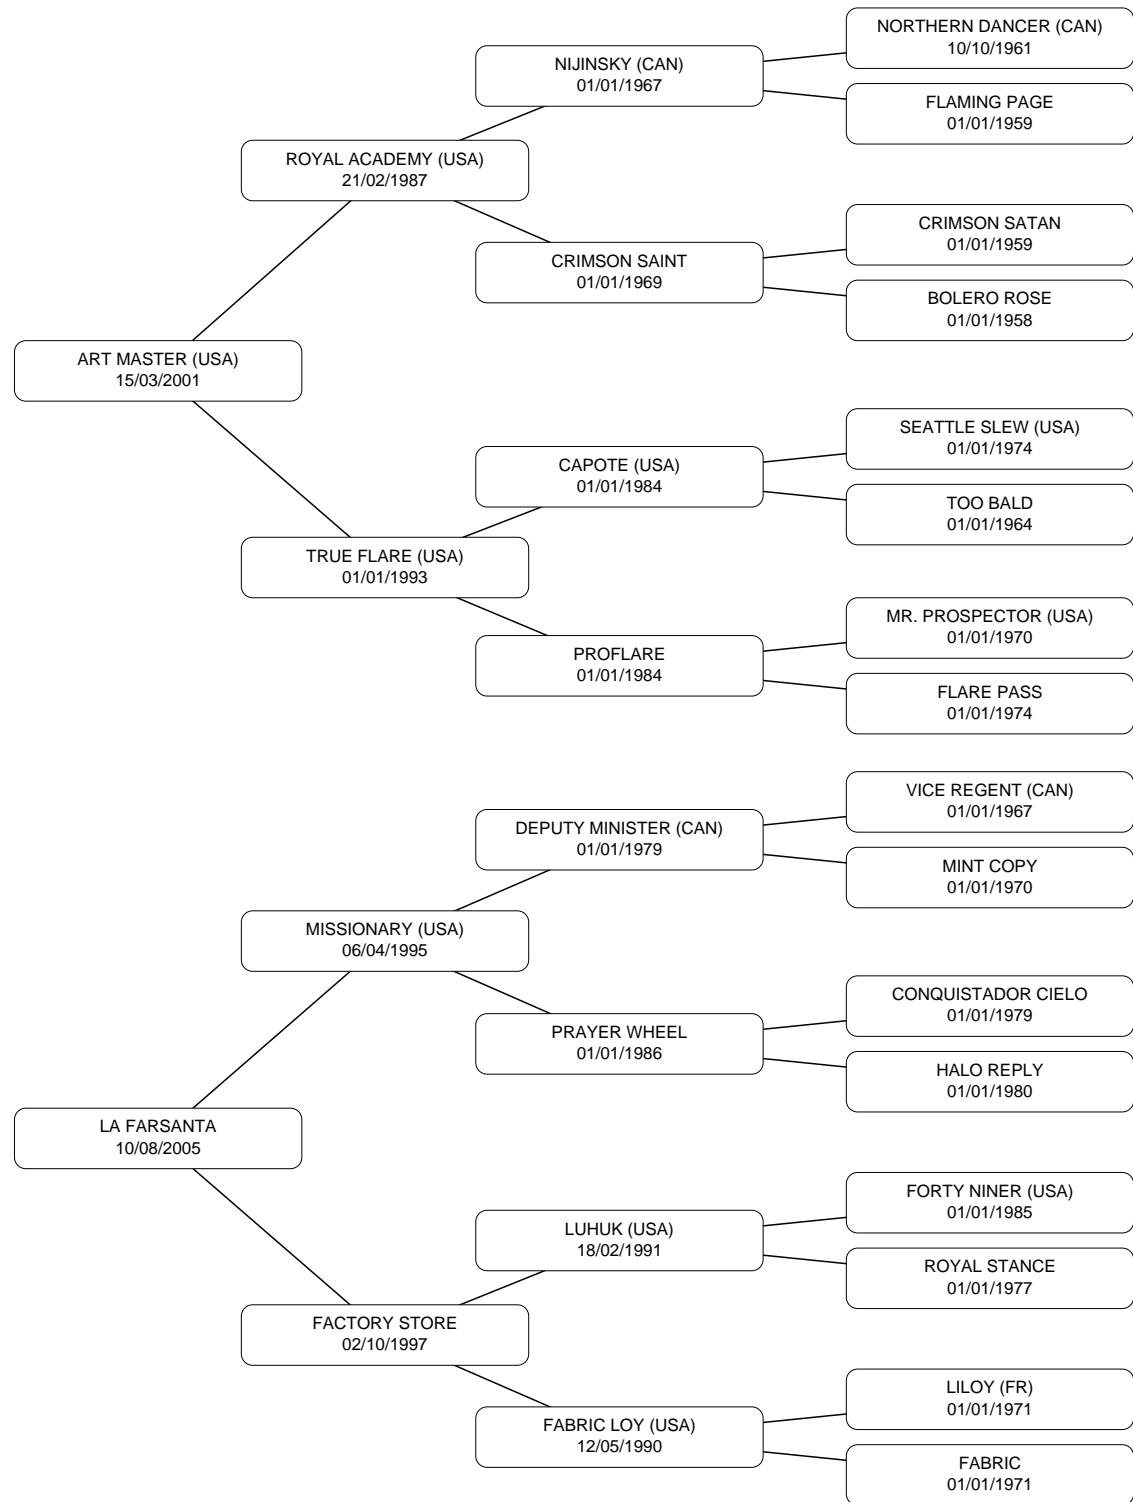 NORTHERN DANCER (CAN)
10/10/1961
NIJINSKY (CAN)
01/01/1967
FLAMING PAGE
01/01/1959
ROYAL ACADEMY (USA)
21/02/1987
CRIMSON SATAN
01/01/1959
CRIMSON SAINT
01/01/1969
BOLERO ROSE
01/01/1958
ART MASTER (USA)
15/03/2001
SEATTLE SLEW (USA)
01/01/1974
CAPOTE (USA)
01/01/1984
TOO BALD
01/01/1964
TRUE FLARE (USA)
01/01/1993
MR. PROSPECTOR (USA)
01/01/1970
PROFLARE
01/01/1984
FLARE PASS
01/01/1974
VICE REGENT (CAN)
01/01/1967
DEPUTY MINISTER (CAN)
01/01/1979
MINT COPY
01/01/1970
MISSIONARY (USA)
06/04/1995
CONQUISTADOR CIELO
01/01/1979
PRAYER WHEEL
01/01/1986
HALO REPLY
01/01/1980
LA FARSANTA
10/08/2005
FORTY NINER (USA)
01/01/1985
LUHUK (USA)
18/02/1991
ROYAL STANCE
01/01/1977
FACTORY STORE
02/10/1997
LILOY (FR)
01/01/1971
FABRIC LOY (USA)
12/05/1990
FABRIC
01/01/1971